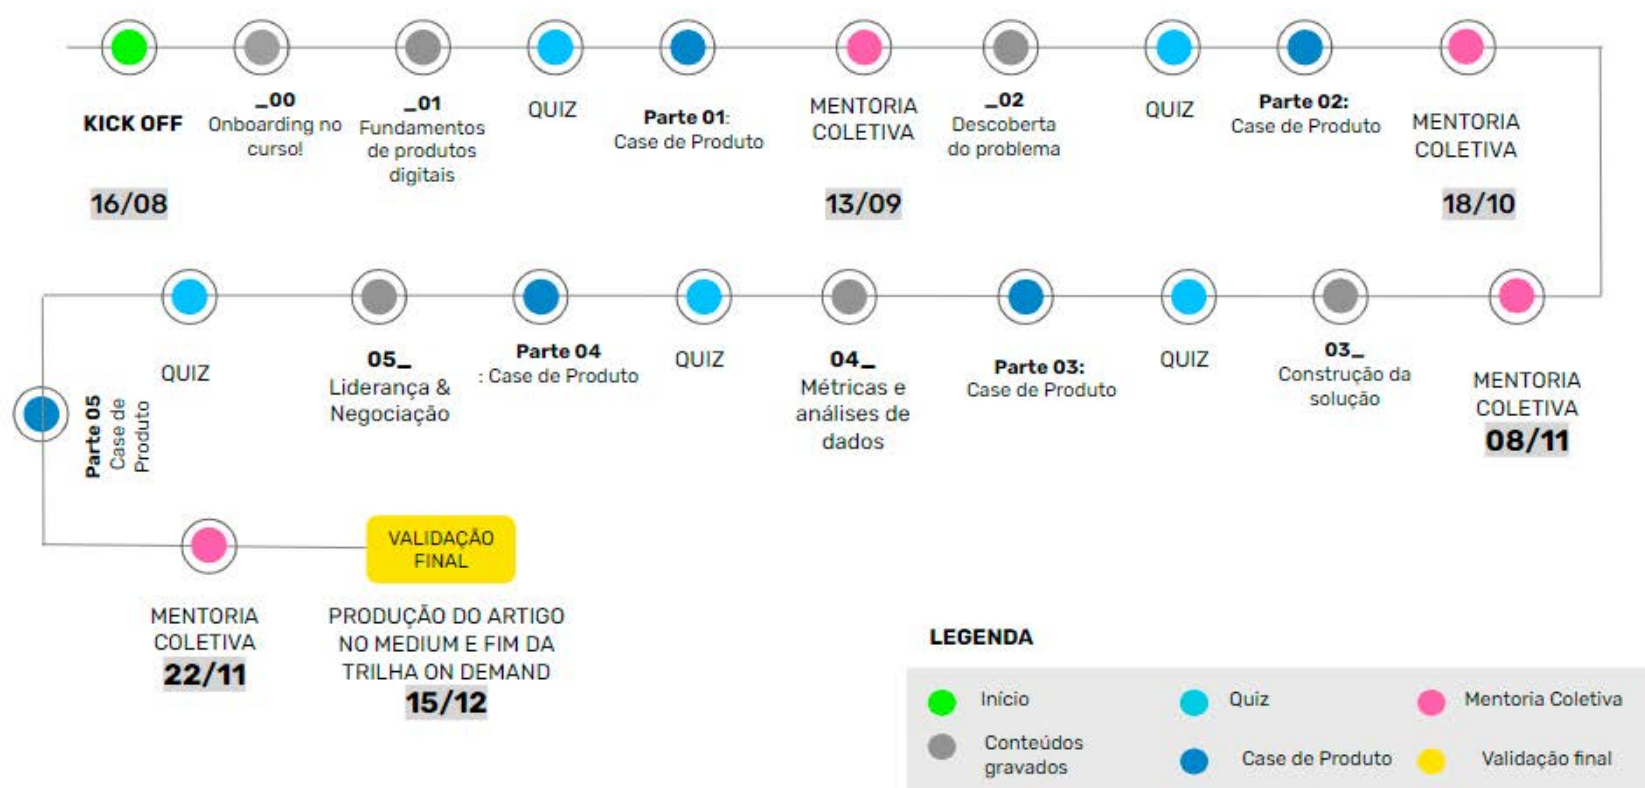 KICK OFF
16/08
_00
Onboarding no
curso!
_01
Fundamentos
de produtos
digitais
QUIZ
Parte 01:
Case de Produto
MENTORIA
COLETIVA
13/09
_02
Descoberta
do problema
QUIZ
Parte 02:
Case de Produto
MENTORIA
COLETIVA
18/10
QUIZ
05_
Liderança &
Negociação
Parte 04
: Case de Produto
QUIZ
04_
Métricas e
análises de
dados
Parte 03:
Case de Produto
QUIZ
03_
Construção da
solução
MENTORIA
COLETIVA
08/11
Parte 05
Case de
Produto
MENTORIA
COLETIVA
22/11
VALIDAÇÃO
FINAL
PRODUÇÃO DO ARTIGO
NO MEDIUM E FIM DA
TRILHA ON DEMAND
15/12
LEGENDA
Início
Quiz
Mentoria Coletiva
Conteúdos
gravados
Case de Produto
Validação final